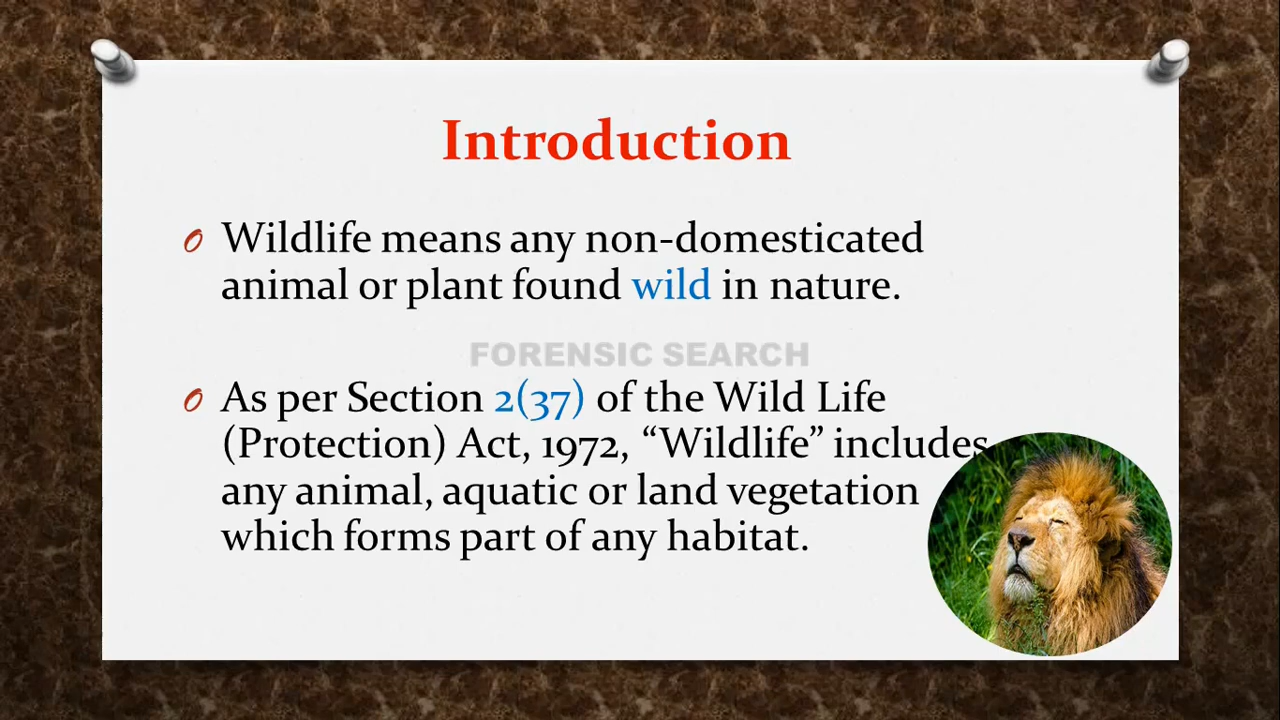 Introduction
Wildlife means any non-domesticated
animal or plant found wild in nature.
FORENSIC SEARCH
As per Section 2(37) of the Wild Life
(Protection) Act, 1972, “Wildlife” includes
any animal, aquatic or land vegetation
which forms part of any habitat.